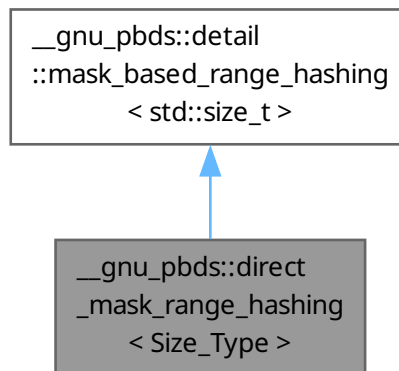 __gnu_pbds::detail
::mask_based_range_hashing
< std::size_t >
__gnu_pbds::direct
_mask_range_hashing
< Size_Type >